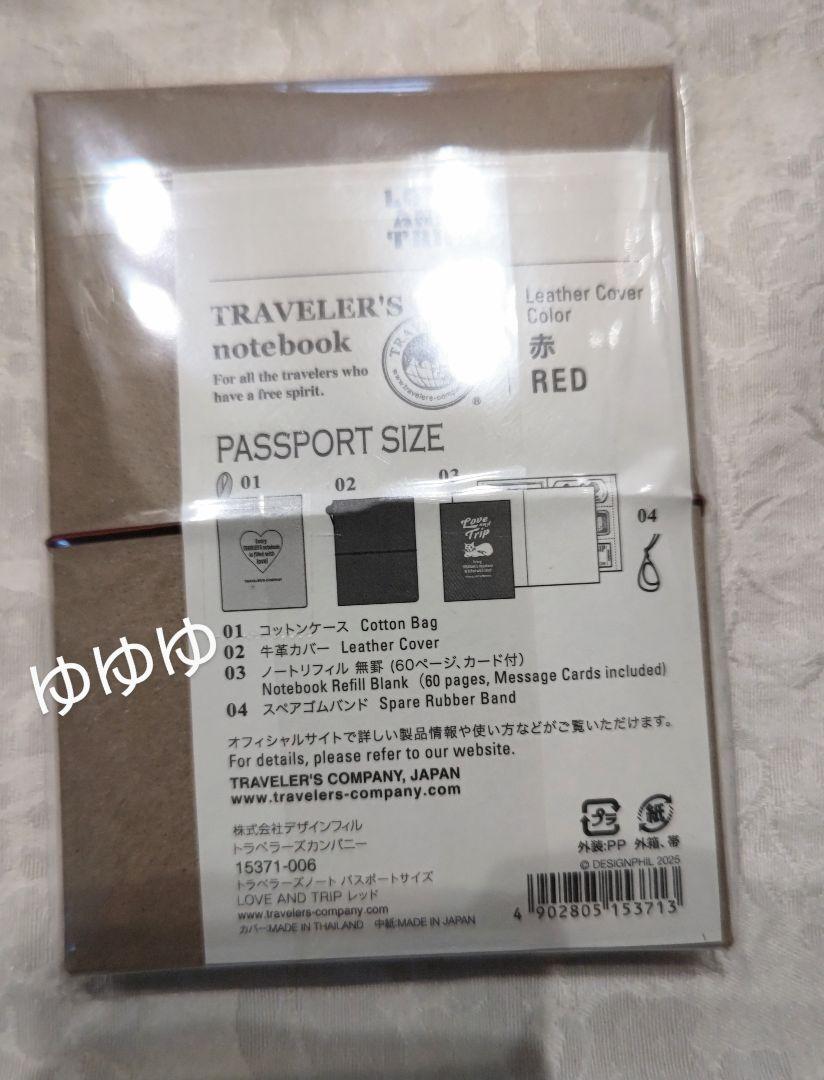 TRAVELER'S
notebook
For all the travelers who
have a free spirit.
Leather Cover
Color
赤
RED
PASSPORT SIZE
01
02
03
04
Love
and
Trip
01 コットンケース Cotton Bag
02 牛革カバー Leather Cover
03 ノートリフィル 無罫 (60ページ、カード付)
Notebook Refill Blank (60 pages, Message Cards included)
04 スペアゴムバンド Spare Rubber Band
ゆゆゆ
オフィシャルサイトで詳しい製品情報や使い方などがご覧いただけます。
For details, please refer to our website.
TRAVELER'S COMPANY, JAPAN
www.travelers-company.com
株式会社デザインフィル
トラベラーズカンパニー
15371-006
トラベラーズノート パスポートサイズ
LOVE AND TRIP レッド
www.travelers-company.com
カバー:MADE IN THAILAND 中紙:MADE IN JAPAN
プラ
紙
外装:PP 外箱、帯
© DESIGNPHIL 2025
4 902805 153713